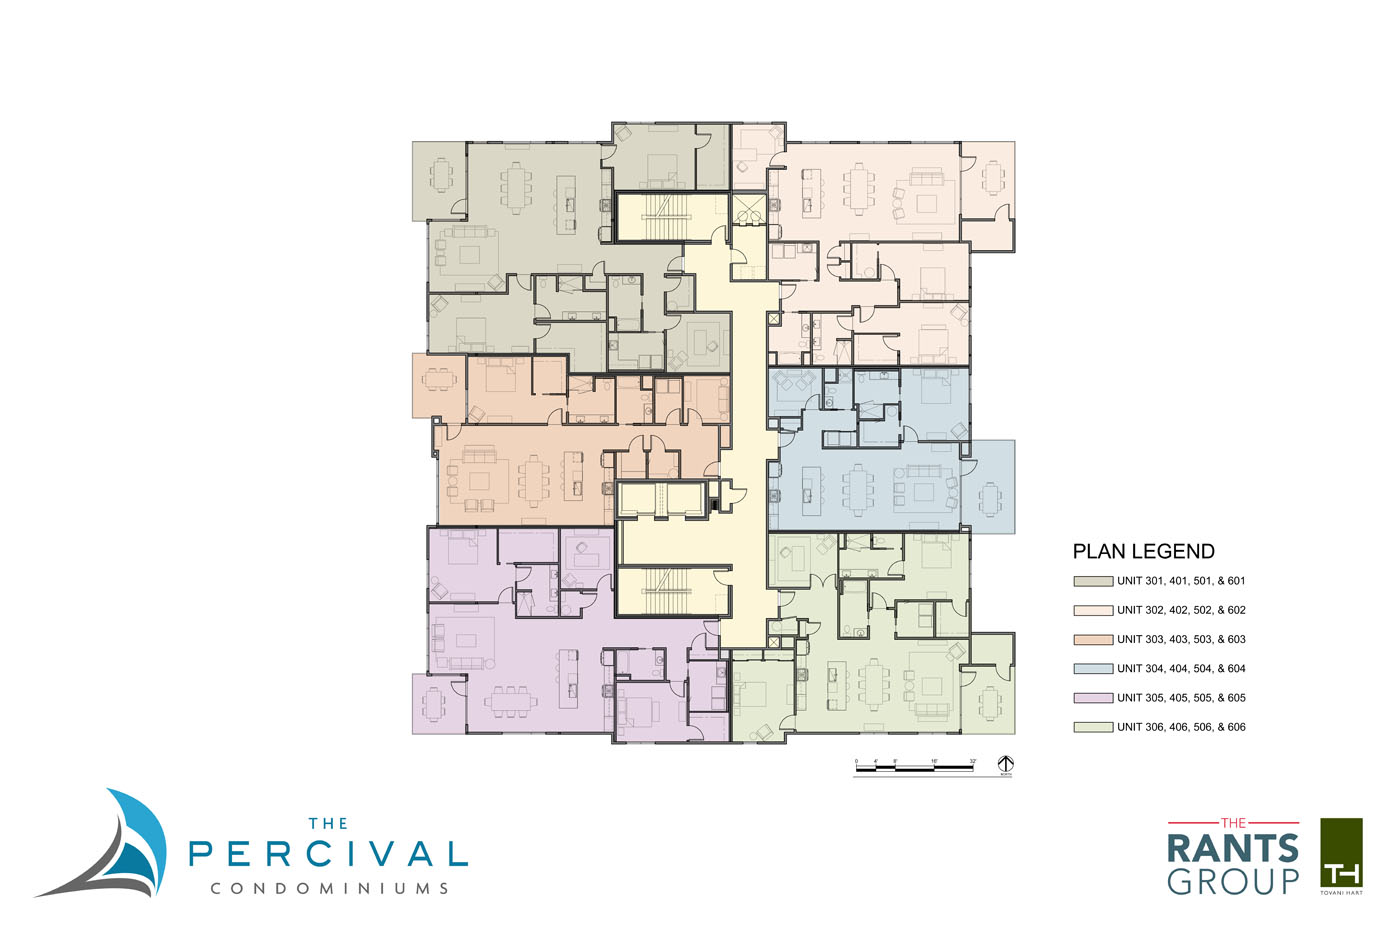 PLAN LEGEND
UNIT 301, 401, 501, & 601
UNIT 302, 402, 502, & 602
UNIT 303, 403, 503, & 603
UNIT 304, 404, 504, & 604
UNIT 305, 405, 505, & 605
UNIT 306, 406, 506, & 606
0 4' 8' 16' 32'
NORTH
THE
PERCIVAL
CONDOMINIUMS
THE
RANTS
GROUP
TH
TOVANI HART